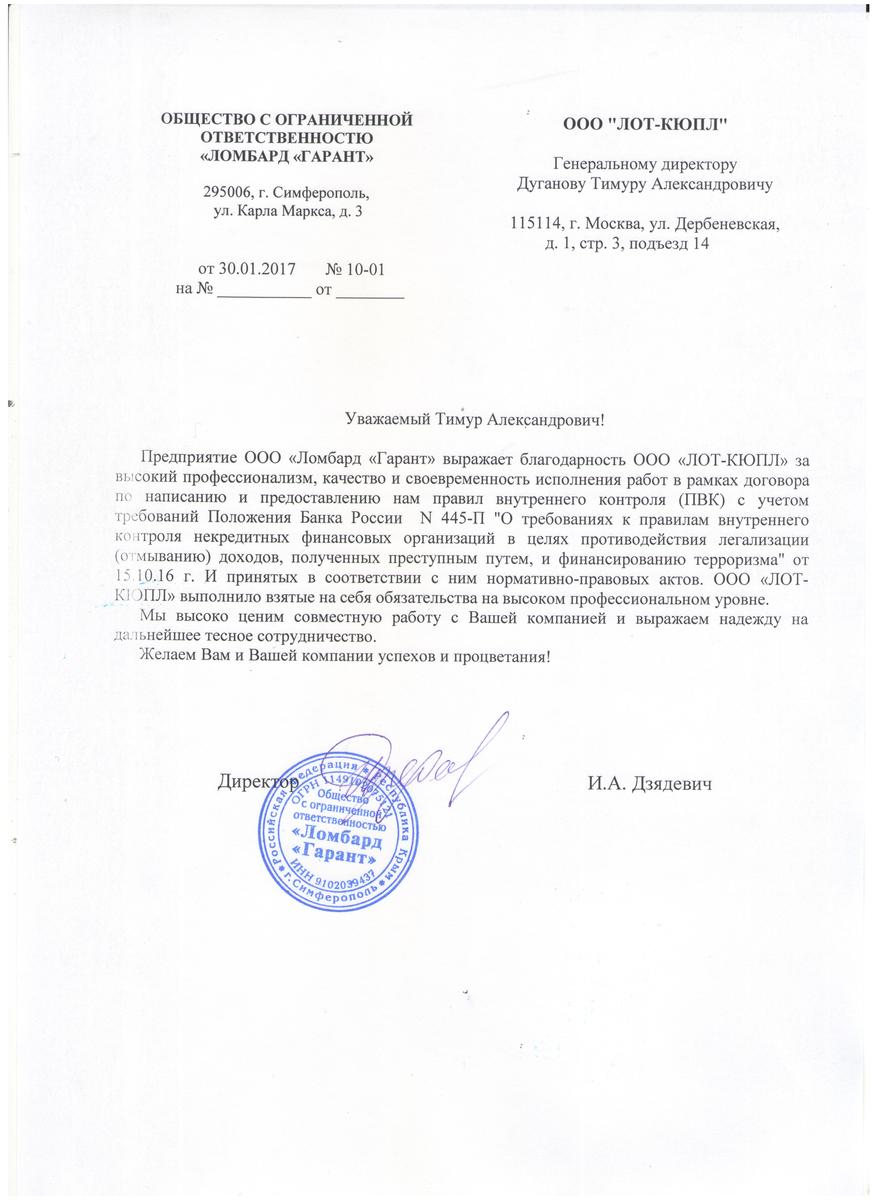 ОБЩЕСТВО С ОГРАНИЧЕННОЙ
ОТВЕТСТВЕННОСТЬЮ
«ЛОМБАРД «ГАРАНТ»
295006, г. Симферополь,
ул. Карла Маркса, д. 3
от 30.01.2017 № 10-01
на № ___________ от ________
ООО "ЛОТ-КЮПЛ"
Генеральному директору
Дуганову Тимуру Александровичу
115114, г. Москва, ул. Дербеневская,
д. 1, стр. 3, подъезд 14
Уважаемый Тимур Александрович!
Предприятие ООО «Ломбард «Гарант» выражает благодарность ООО «ЛОТ-КЮПЛ» за
высокий профессионализм, качество и своевременность исполнения работ в рамках договора
по написанию и предоставлению нам правил внутреннего контроля (ПВК) с учетом
требований Положения Банка России N 445-П "О требованиях к правилам внутреннего
контроля некредитных финансовых организаций в целях противодействия легализации
(отмыванию) доходов, полученных преступным путем, и финансированию терроризма" от
15.10.16 г. И принятых в соответствии с ним нормативно-правовых актов. ООО «ЛОТ-
КЮПЛ» выполнило взятые на себя обязательства на высоком профессиональном уровне.
Мы высоко ценим совместную работу с Вашей компанией и выражаем надежду на
дальнейшее тесное сотрудничество.
Желаем Вам и Вашей компании успехов и процветания!
Директор
И.А. Дзядевич
Российская Федерация * Республика Крым
* г. Симферополь *
ОГРН
Общество
с ограниченной
ответственностью
«Ломбард
«Гарант»
ИНН 9102039437